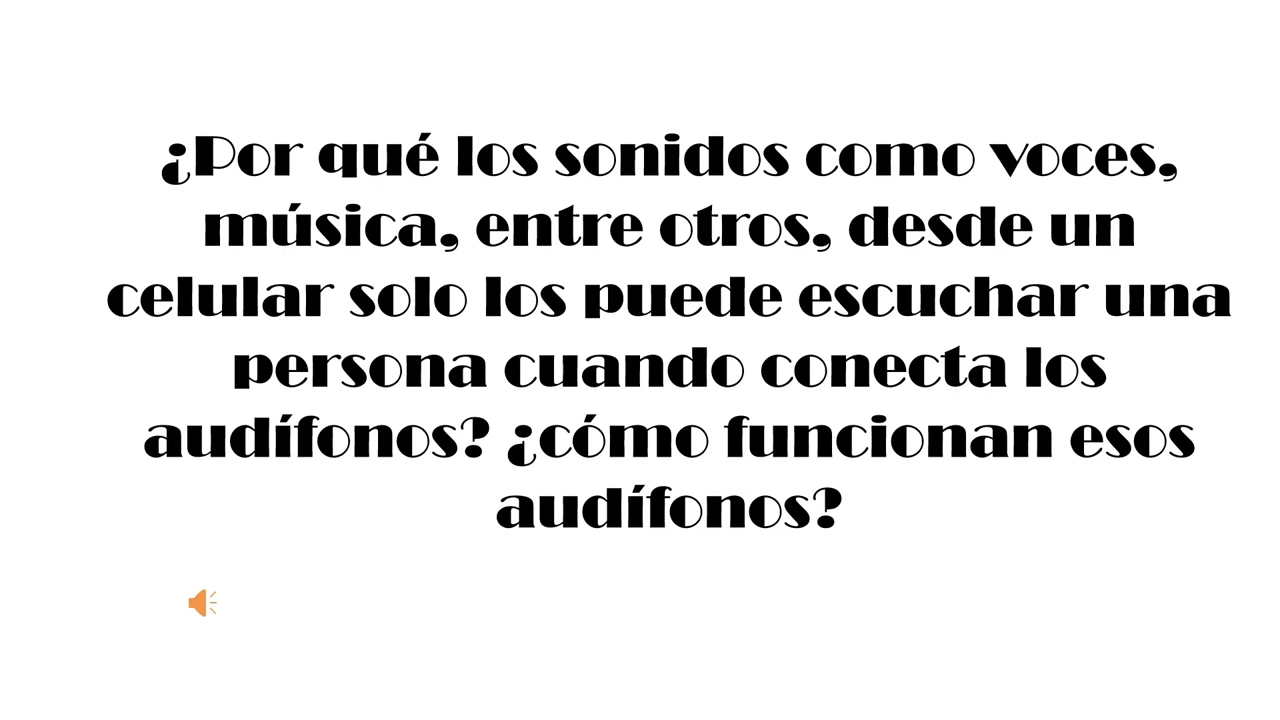 ¿Por qué los sonidos como voces,
música, entre otros, desde un
celular solo los puede escuchar una
persona cuando conecta los
audífonos? ¿cómo funcionan esos
audífonos?